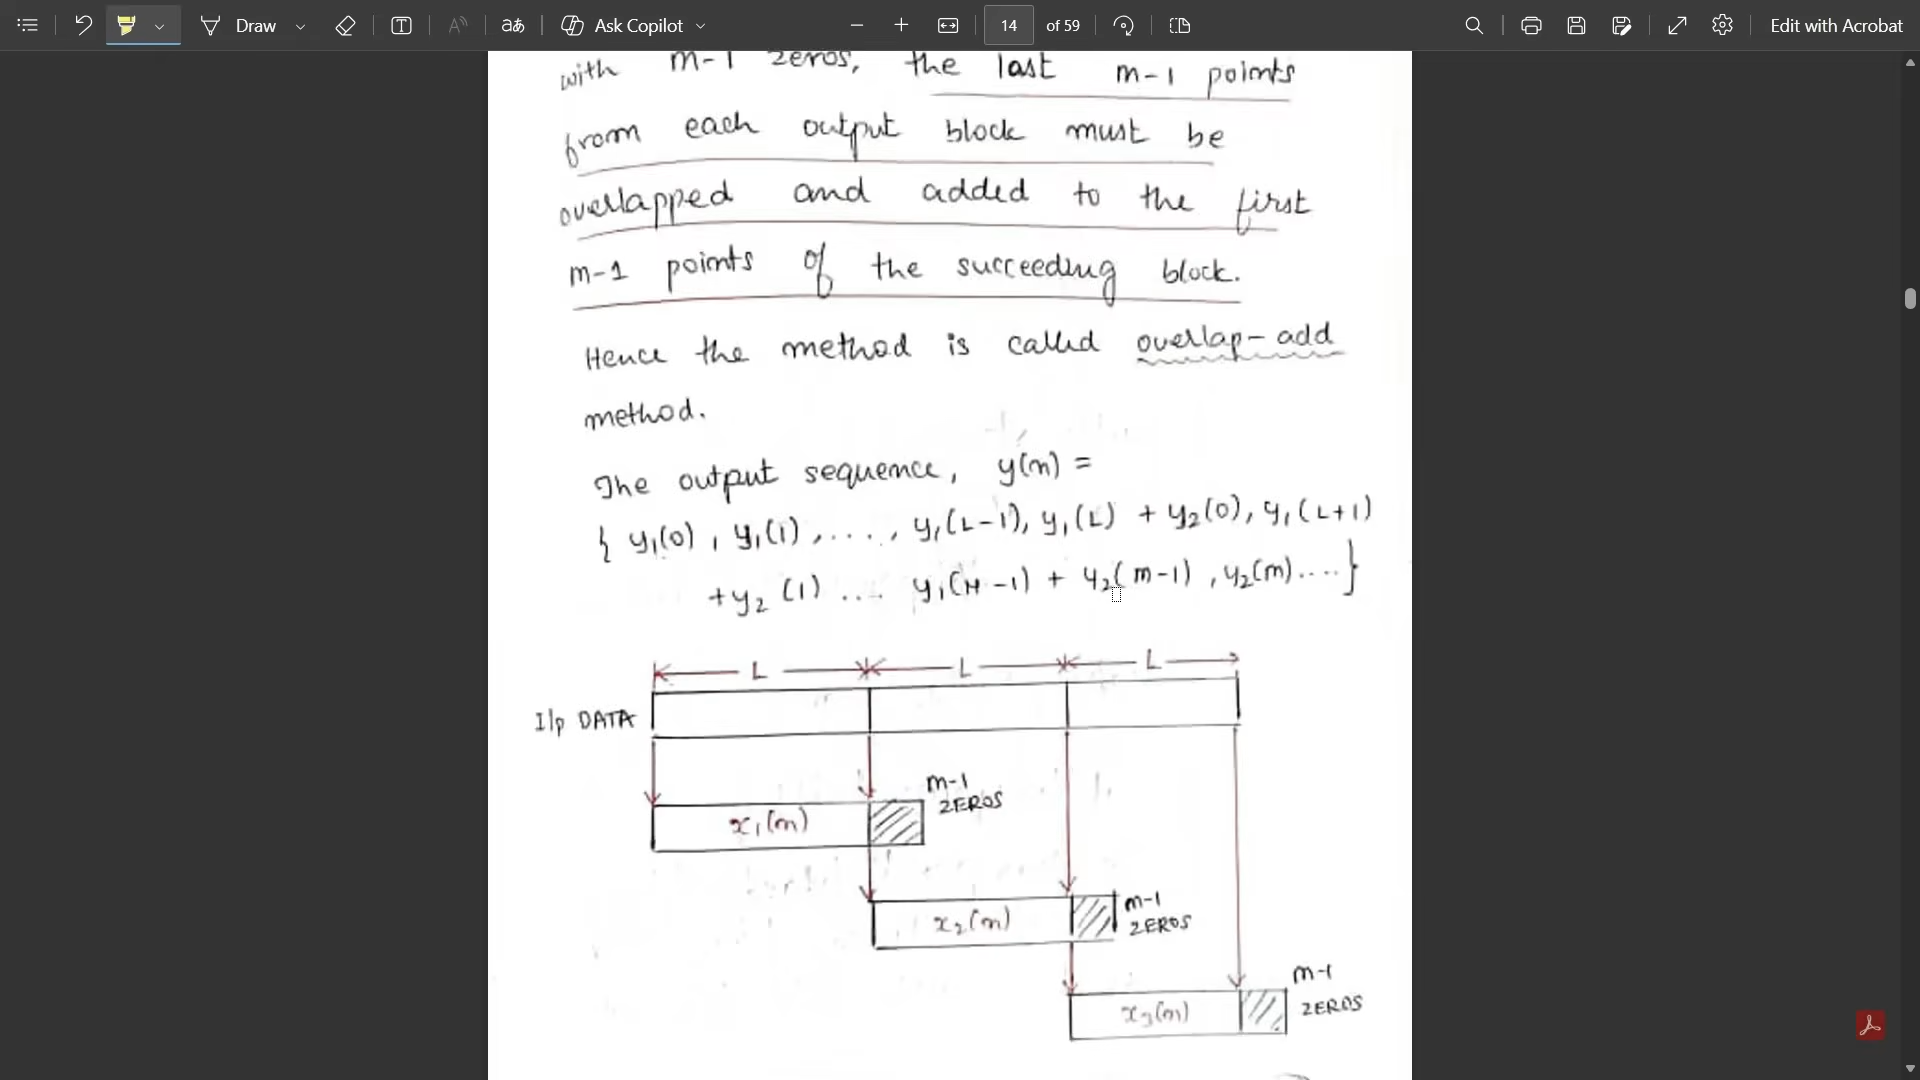 Draw
Ask Copilot
14 of 59
Edit with Acrobat
with m-1 zeros, the last m-1 points
from each output block must be
overlapped and added to the first
m-1 points of the succeeding block.
Hence the method is called overlap-add
method.
The output sequence, y(n) =
{ y₁(0), y₁(1), ...., y₁(L-1), y₁(L) + y₂(0), y₁(L+1)
+ y₂(1) .... y₁(N-1) + y₂(m-1), y₂(m) .... }
L L L
I/p DATA
m-1
ZEROS
x₁(n)
m-1
ZEROS
x₂(n)
m-1
ZEROS
x₃(n)